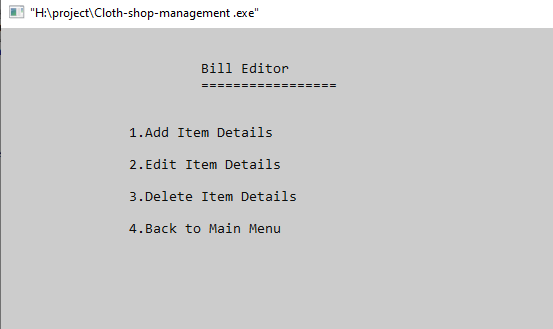 "H:\project\Cloth-shop-management .exe"
Bill Editor
=================
1.Add Item Details
2.Edit Item Details
3.Delete Item Details
4.Back to Main Menu